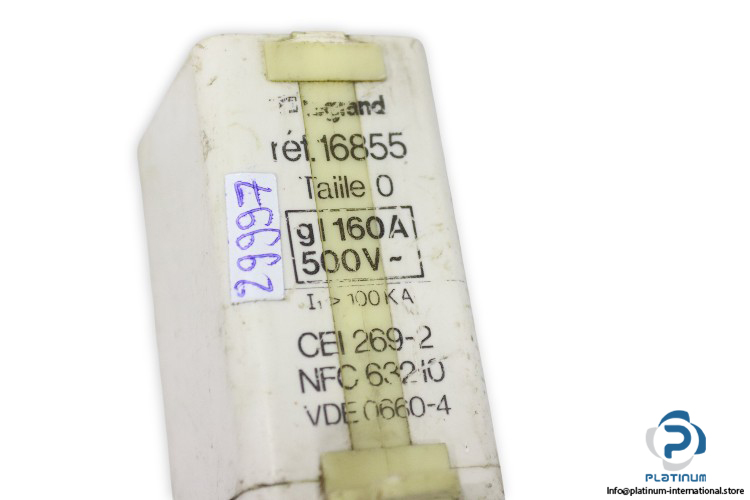 legrand
réf. 16855
Taille 0
gl 160A
500V~
I₁ > 100 KA
CEI 269-2
NFC 63210
VDE 0660-4
29997
PLATINUM
Info@platinum-international.store